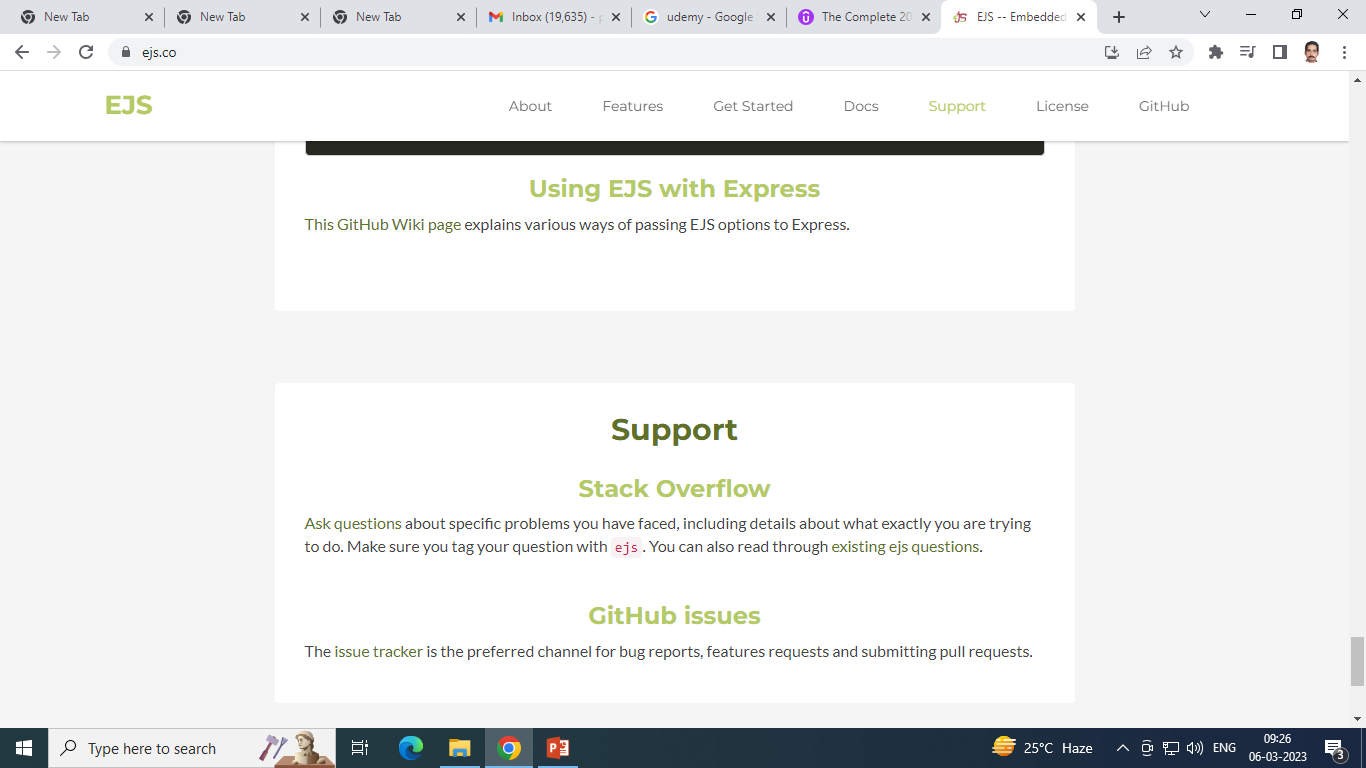 New Tab
New Tab
New Tab
Inbox (19,635) -
udemy - Google
The Complete 20
EJS -- Embedded
ejs.co
EJS
About
Features
Get Started
Docs
Support
License
GitHub
Using EJS with Express
This GitHub Wiki page explains various ways of passing EJS options to Express.
Support
Stack Overflow
Ask questions about specific problems you have faced, including details about what exactly you are trying
to do. Make sure you tag your question with ejs. You can also read through existing ejs questions.
GitHub issues
The issue tracker is the preferred channel for bug reports, features requests and submitting pull requests.
Type here to search
25°C Haze
ENG
09:26
06-03-2023
3